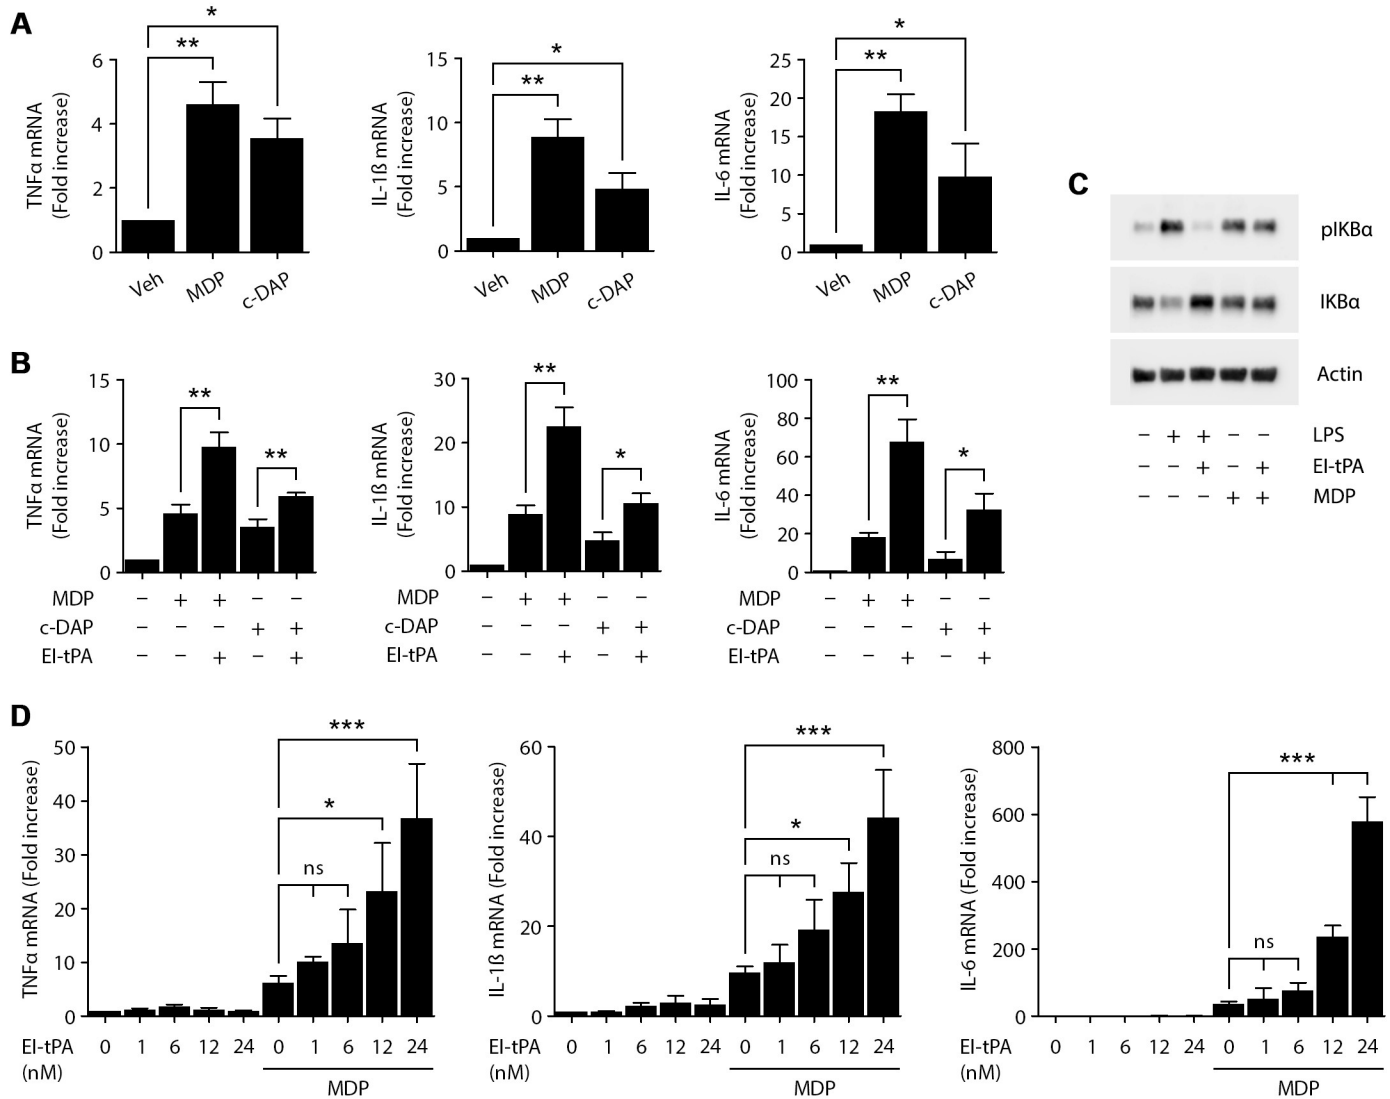 A
TNFα mRNA
(Fold increase)
6
4
2
0
*
**
Veh
MDP
c-DAP
IL-1ß mRNA
(Fold increase)
15
10
5
0
*
**
Veh
MDP
c-DAP
IL-6 mRNA
(Fold increase)
25
20
15
10
5
0
*
**
Veh
MDP
c-DAP
C
pIKBα
IKBα
Actin
− + + − − LPS
− − + − + EI-tPA
− − − + + MDP
B
TNFα mRNA
(Fold increase)
15
10
5
0
**
**
MDP − + + − −
c-DAP − − − + +
EI-tPA − − + − +
IL-1ß mRNA
(Fold increase)
30
20
10
0
**
*
MDP − + + − −
c-DAP − − − + +
EI-tPA − − + − +
IL-6 mRNA
(Fold increase)
100
80
60
40
20
0
**
*
MDP − + + − −
c-DAP − − − + +
EI-tPA − − + − +
D
TNFα mRNA (Fold increase)
50
40
30
20
10
0
***
*
ns
EI-tPA 0 1 6 12 24 0 1 6 12 24
(nM)
MDP
IL-1ß mRNA (Fold increase)
60
40
20
0
***
*
ns
EI-tPA 0 1 6 12 24 0 1 6 12 24
(nM)
MDP
IL-6 mRNA (Fold increase)
800
600
400
200
0
***
ns
EI-tPA 0 1 6 12 24 0 1 6 12 24
(nM)
MDP